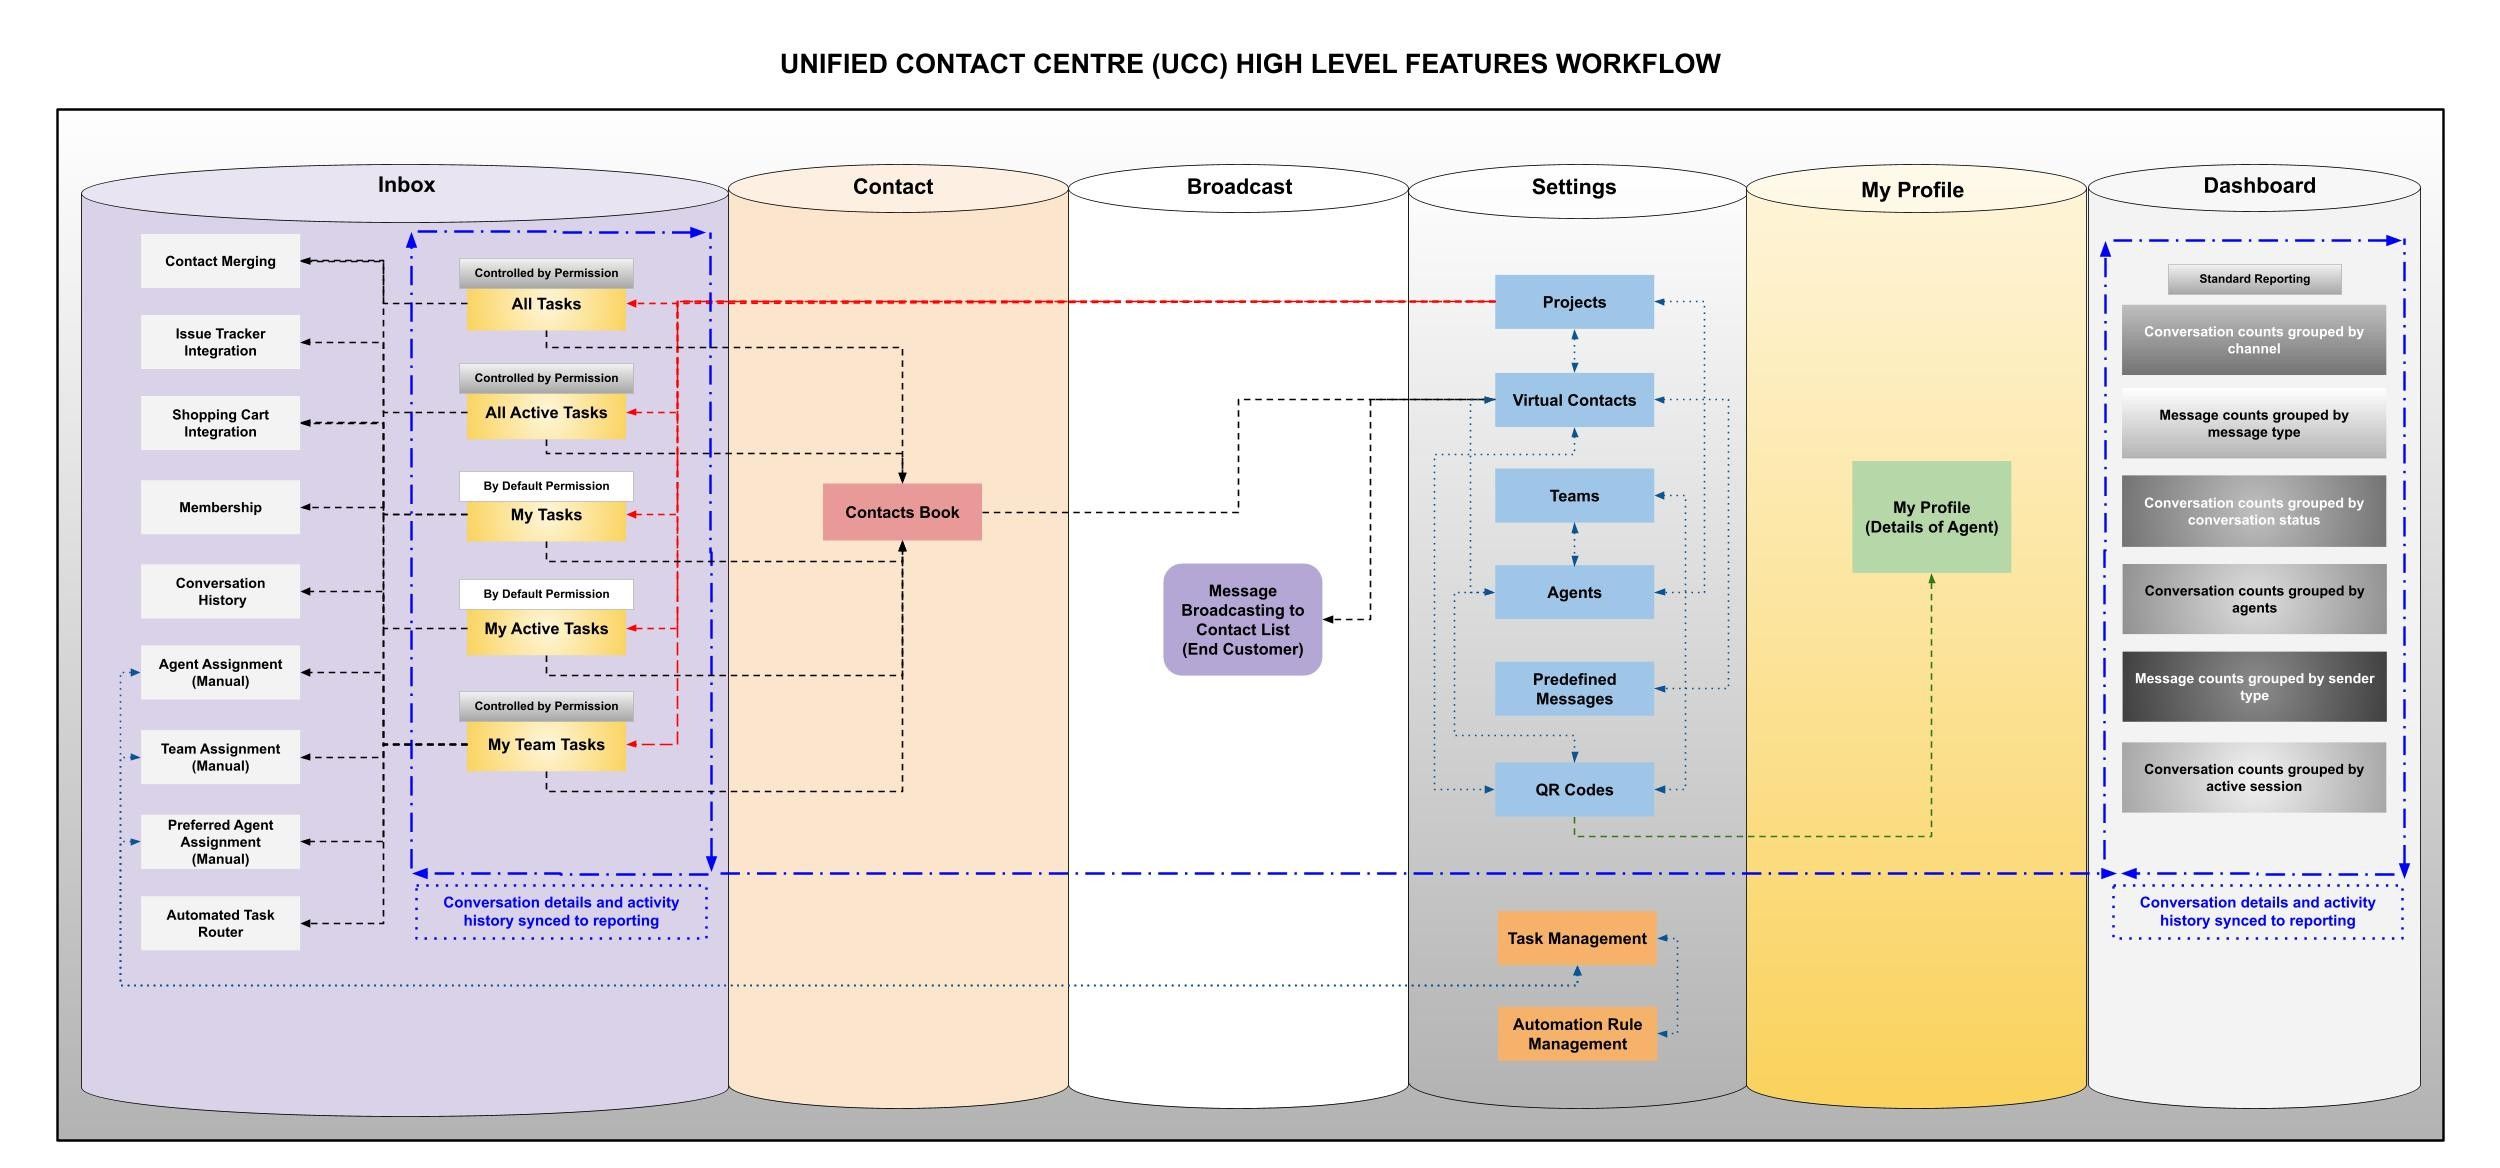 UNIFIED CONTACT CENTRE (UCC) HIGH LEVEL FEATURES WORKFLOW
Inbox
Contact Merging
Issue Tracker
Integration
Shopping Cart
Integration
Membership
Conversation
History
Agent Assignment
(Manual)
Team Assignment
(Manual)
Preferred Agent
Assignment
(Manual)
Automated Task
Router
Controlled by Permission
All Tasks
Controlled by Permission
All Active Tasks
By Default Permission
My Tasks
By Default Permission
My Active Tasks
Controlled by Permission
My Team Tasks
Conversation details and activity
history synced to reporting
Contact
Contacts Book
Broadcast
Message
Broadcasting to
Contact List
(End Customer)
Settings
Projects
Virtual Contacts
Teams
Agents
Predefined
Messages
QR Codes
Task Management
Automation Rule
Management
My Profile
My Profile
(Details of Agent)
Dashboard
Standard Reporting
Conversation counts grouped by
channel
Message counts grouped by
message type
Conversation counts grouped by
conversation status
Conversation counts grouped by
agents
Message counts grouped by sender
type
Conversation counts grouped by
active session
Conversation details and activity
history synced to reporting